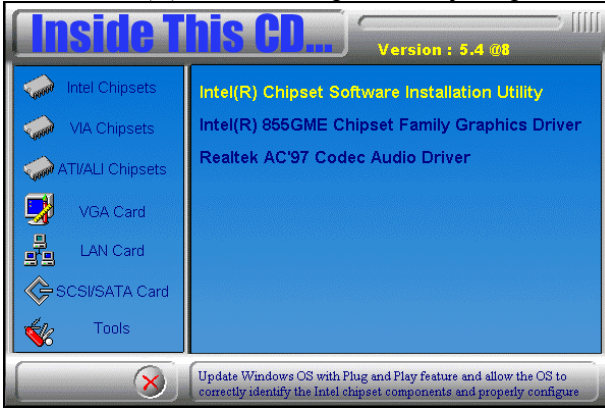 Inside This CD...
Version : 5.4 @8
Intel Chipsets
VIA Chipsets
ATI/ALI Chipsets
VGA Card
LAN Card
SCSI/SATA Card
Tools
Intel(R) Chipset Software Installation Utility
Intel(R) 855GME Chipset Family Graphics Driver
Realtek AC'97 Codec Audio Driver
Update Windows OS with Plug and Play feature and allow the OS to
correctly identify the Intel chipset components and properly configure